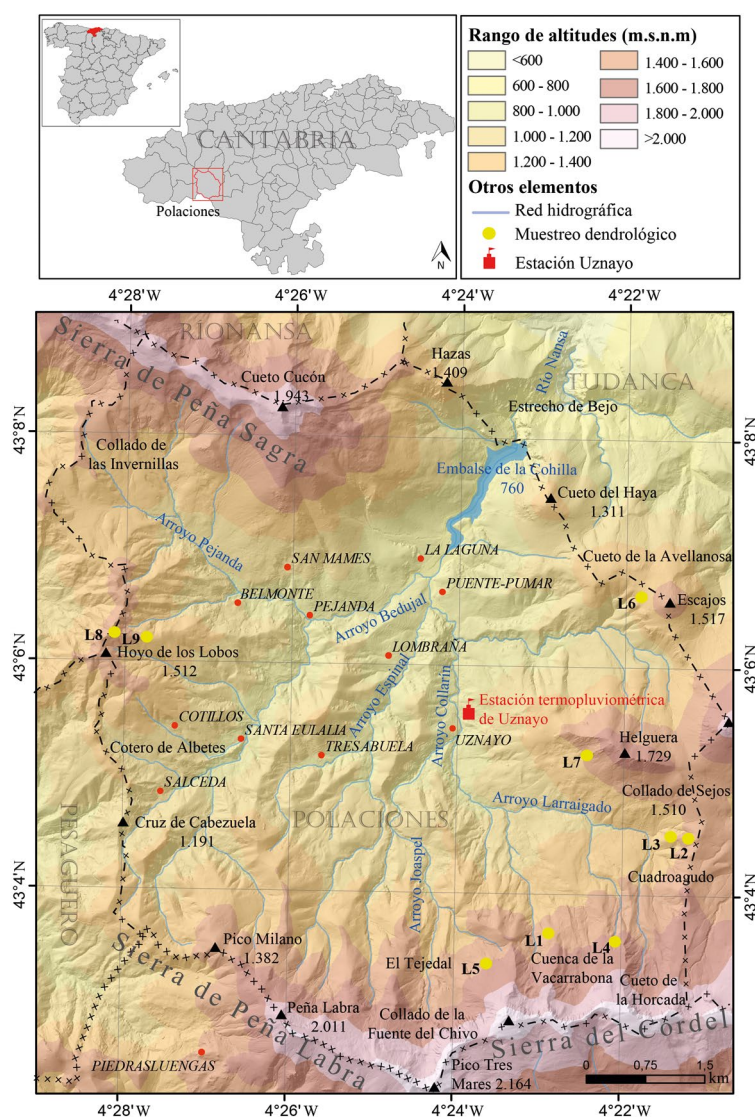 CANTABRIA
Polaciones
N
Rango de altitudes (m.s.n.m)
<600
600 - 800
800 - 1.000
1.000 - 1.200
1.200 - 1.400
1.400 - 1.600
1.600 - 1.800
1.800 - 2.000
>2.000
Otros elementos
Red hidrográfica
Muestreo dendrológico
Estación Uznayo
4°28'W
4°26'W
4°24'W
4°22'W
RIONANSA
Sierra de Peña Sagra
Cueto Cucón
1.943
Hazas
1.409
Río Nansa
TUDANCA
Estrecho de Bejo
43°8'N
43°8'N
Collado de
las Invernillas
Embalse de la Cohilla
760
Cueto del Haya
1.311
Arroyo Pejanda
SAN MAMES
LA LAGUNA
Cueto de la Avellanosa
BELMONTE
PEJANDA
PUENTE-PUMAR
L6
Escajos
1.517
Arroyo Bedujal
L8
L9
Hoyo de los Lobos
1.512
LOMBRAÑA
43°6'N
43°6'N
Arroyo Espinal
Arroyo Collarín
Estación termopluviométrica
de Uznayo
COTILLOS
SANTA EULALIA
Cotero de Albetes
TRESABUELA
UZNAYO
Helguera
1.729
L7
SALCEDA
Arroyo Larraigado
Collado de Sejos
1.510
PESAGUERO
Cruz de Cabezuela
1.191
POLACIONES
L3
L2
Cuadroagudo
43°4'N
43°4'N
Arroyo Joaspel
Pico Milano
1.382
El Tejedal
L5
L1
L4
Cuenca de la
Vacarrabona
Cueto de
la Horcada
Sierra de Peña Labra
Peña Labra
2.011
Collado de la
Fuente del Chivo
Sierra del Cordel
PIEDRASLUENGAS
Pico Tres
Mares 2.164
0 0,75 1,5
km
4°28'W
4°26'W
4°24'W
4°22'W